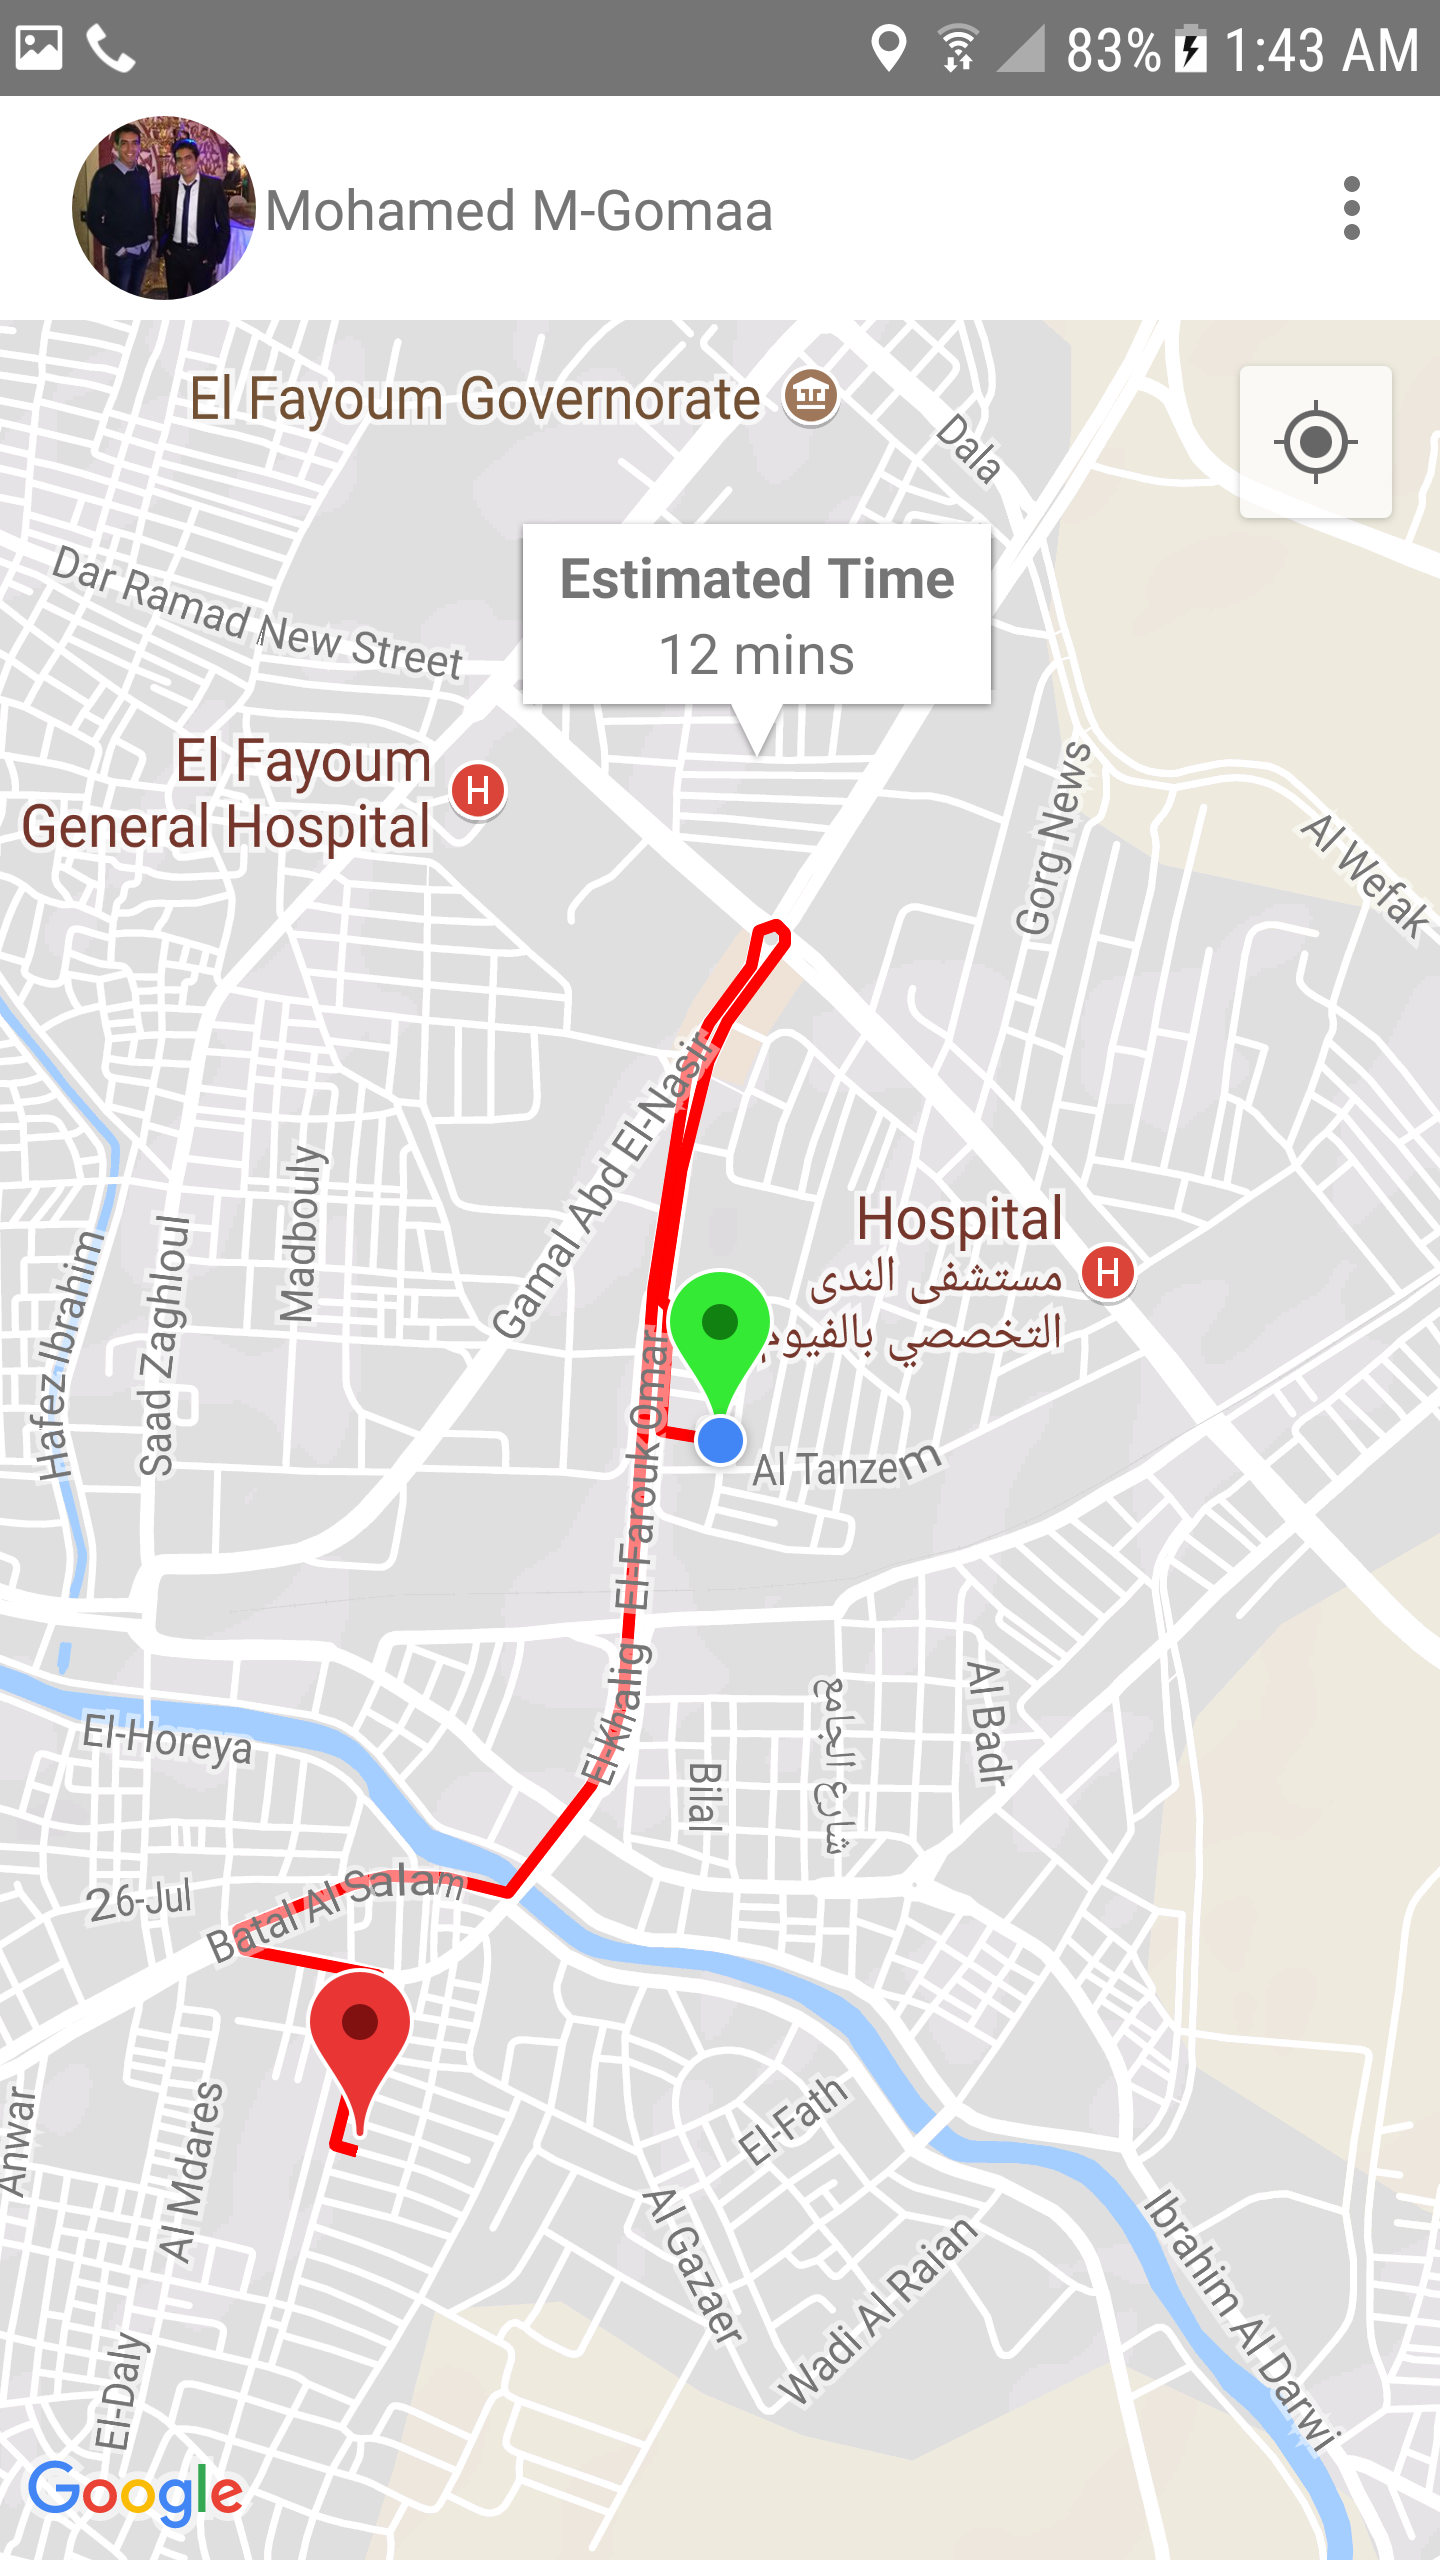 83% 1:43 AM
Mohamed M-Gomaa
El Fayoum Governorate
Dala
Dar Ramad New Street
Estimated Time
12 mins
El Fayoum
General Hospital
H
Gorg News
Al Wefak
Gamal Abd El-Nasir
Madbouly
Hospital
مستشفى الندى
التخصصي بالفيوم
H
Saad Zaghloul
Hafez Ibrahim
El-Khalig El-Farouk Omar
Al Tanzem
Al Badr
شارع الجامع
Bilal
El-Horeya
26-Jul
Batal Al Salam
Anwar
Al Mdares
El-Fath
Al Gazaer
Wadi Al Raian
Ibrahim Al Darwi
El-Daly
Google